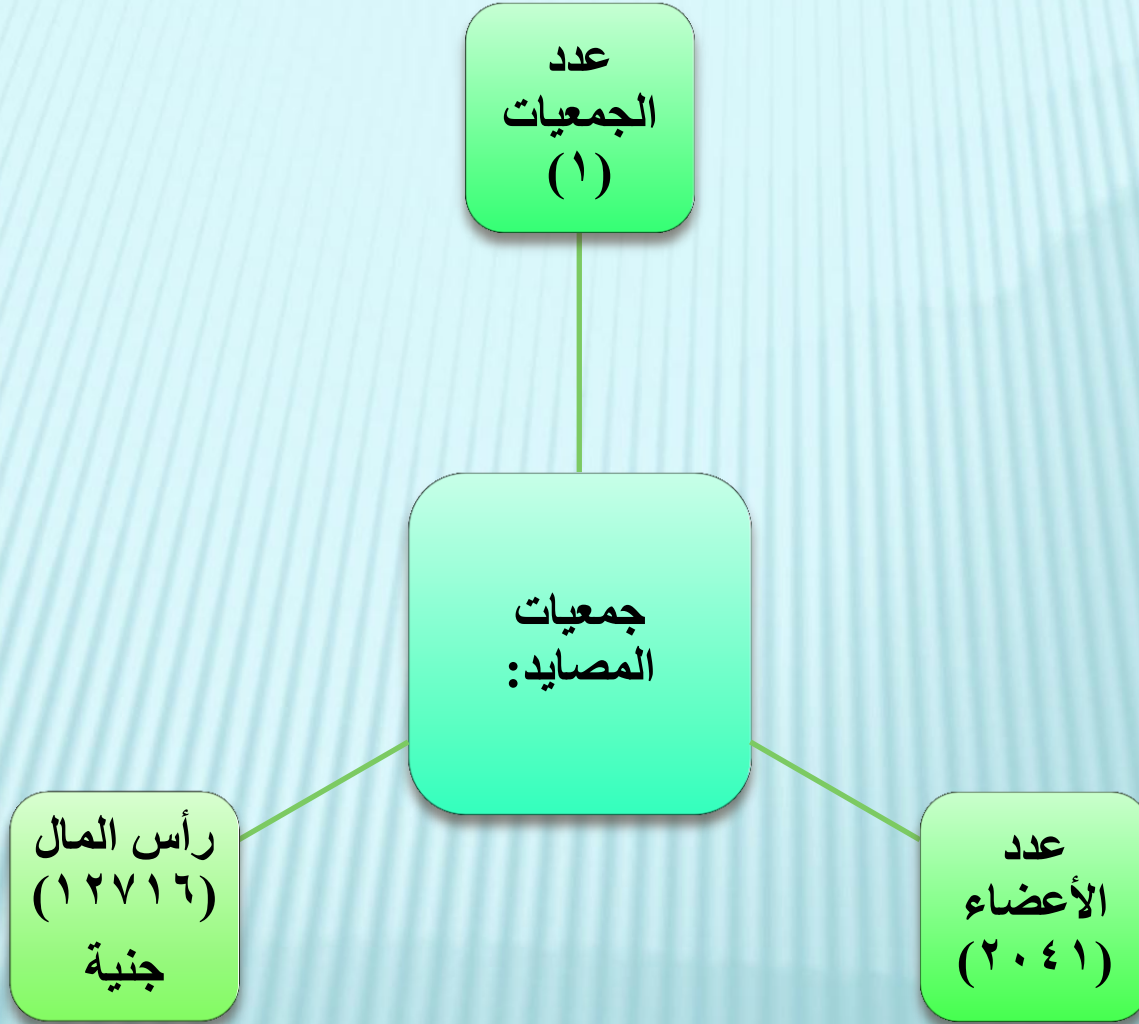 عدد
الجمعيات
(١)
جمعيات
المصايد:
عدد
الأعضاء
(٢٠٤١)
رأس المال
(١٢٧١٦)
جنية